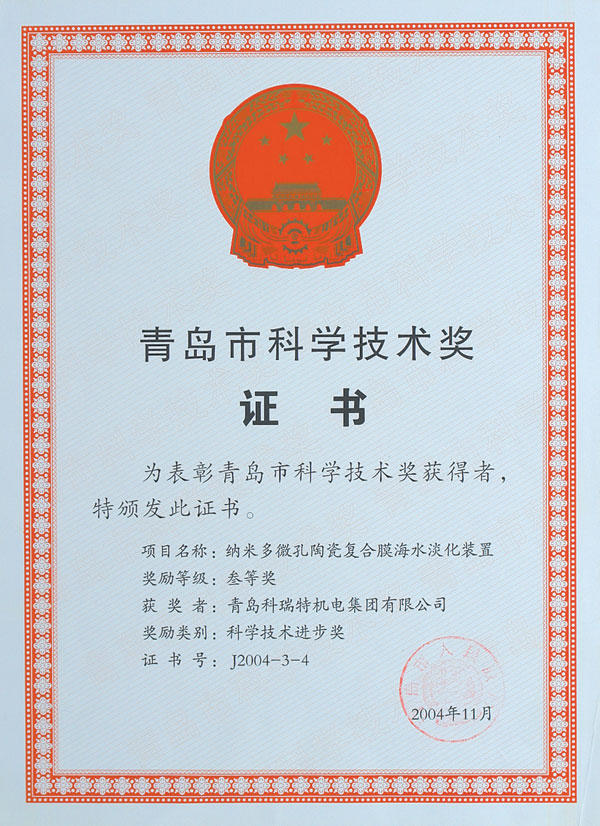 青岛市科学技术奖
证 书
为表彰青岛市科学技术奖获得者，
特颁发此证书。
项目名称：纳米多微孔陶瓷复合膜海水淡化装置
奖励等级：叁等奖
获 奖 者：青岛科瑞特机电集团有限公司
奖励类别：科学技术进步奖
证 书 号：J2004-3-4
2004年11月